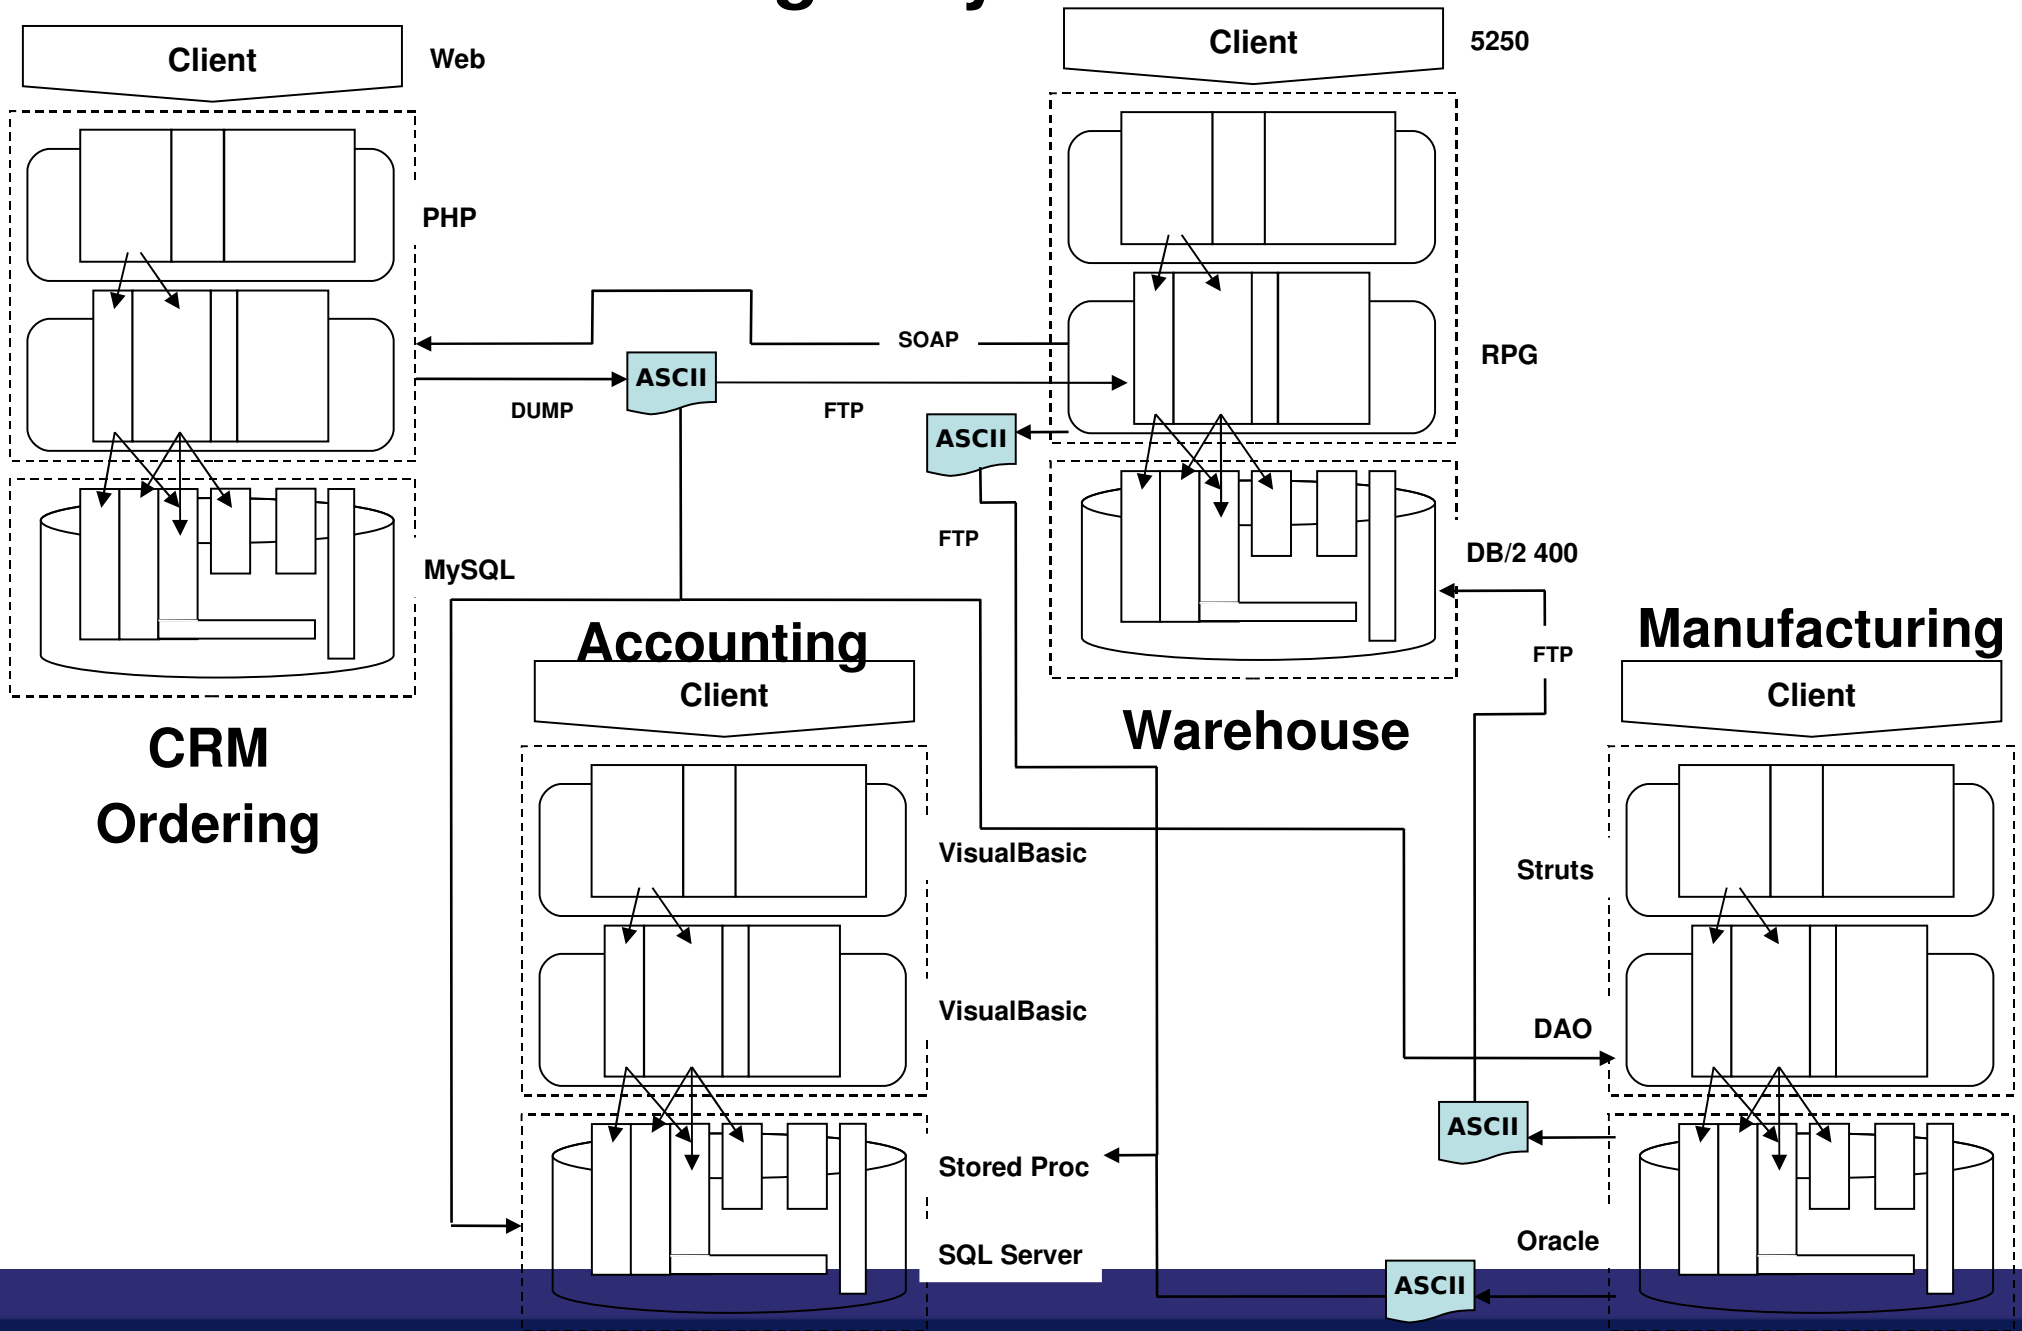 Client
Web
Client
5250
PHP
SOAP
RPG
ASCII
DUMP
FTP
ASCII
FTP
DB/2 400
MySQL
Accounting
Manufacturing
FTP
Client
Client
Warehouse
CRM
Ordering
VisualBasic
Struts
VisualBasic
DAO
ASCII
Stored Proc
Oracle
SQL Server
ASCII